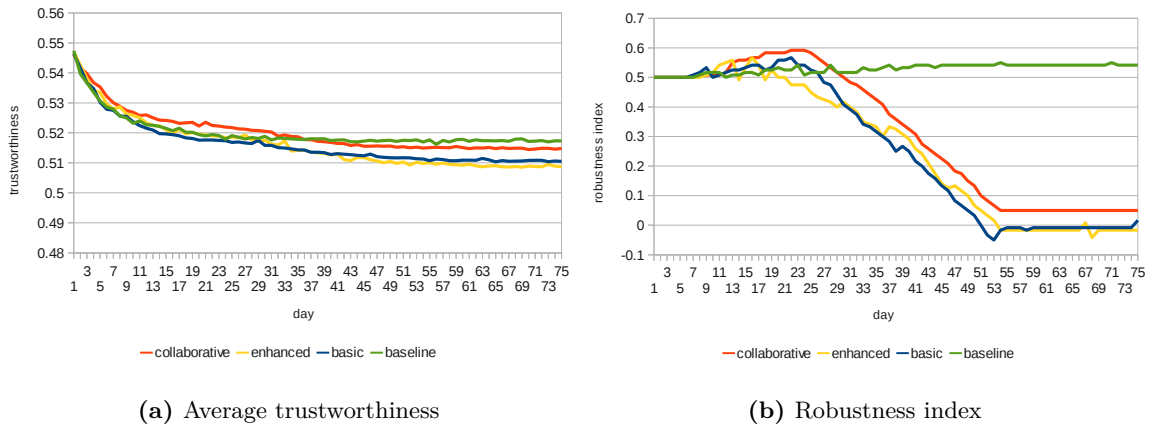 0.56
0.55
0.54
0.53
0.52
0.51
0.5
0.49
0.48
trustworthiness
3 7 11 15 19 23 27 31 35 39 43 47 51 55 59 63 67 71 75
1 5 9 13 17 21 25 29 33 37 41 45 49 53 57 61 65 69 73
day
collaborative enhanced basic baseline
(a) Average trustworthiness
0.7
0.6
0.5
0.4
0.3
0.2
0.1
0
-0.1
robustness index
3 7 11 15 19 23 27 31 35 39 43 47 51 55 59 63 67 71 75
1 5 9 13 17 21 25 29 33 37 41 45 49 53 57 61 65 69 73
day
collaborative enhanced basic baseline
(b) Robustness index